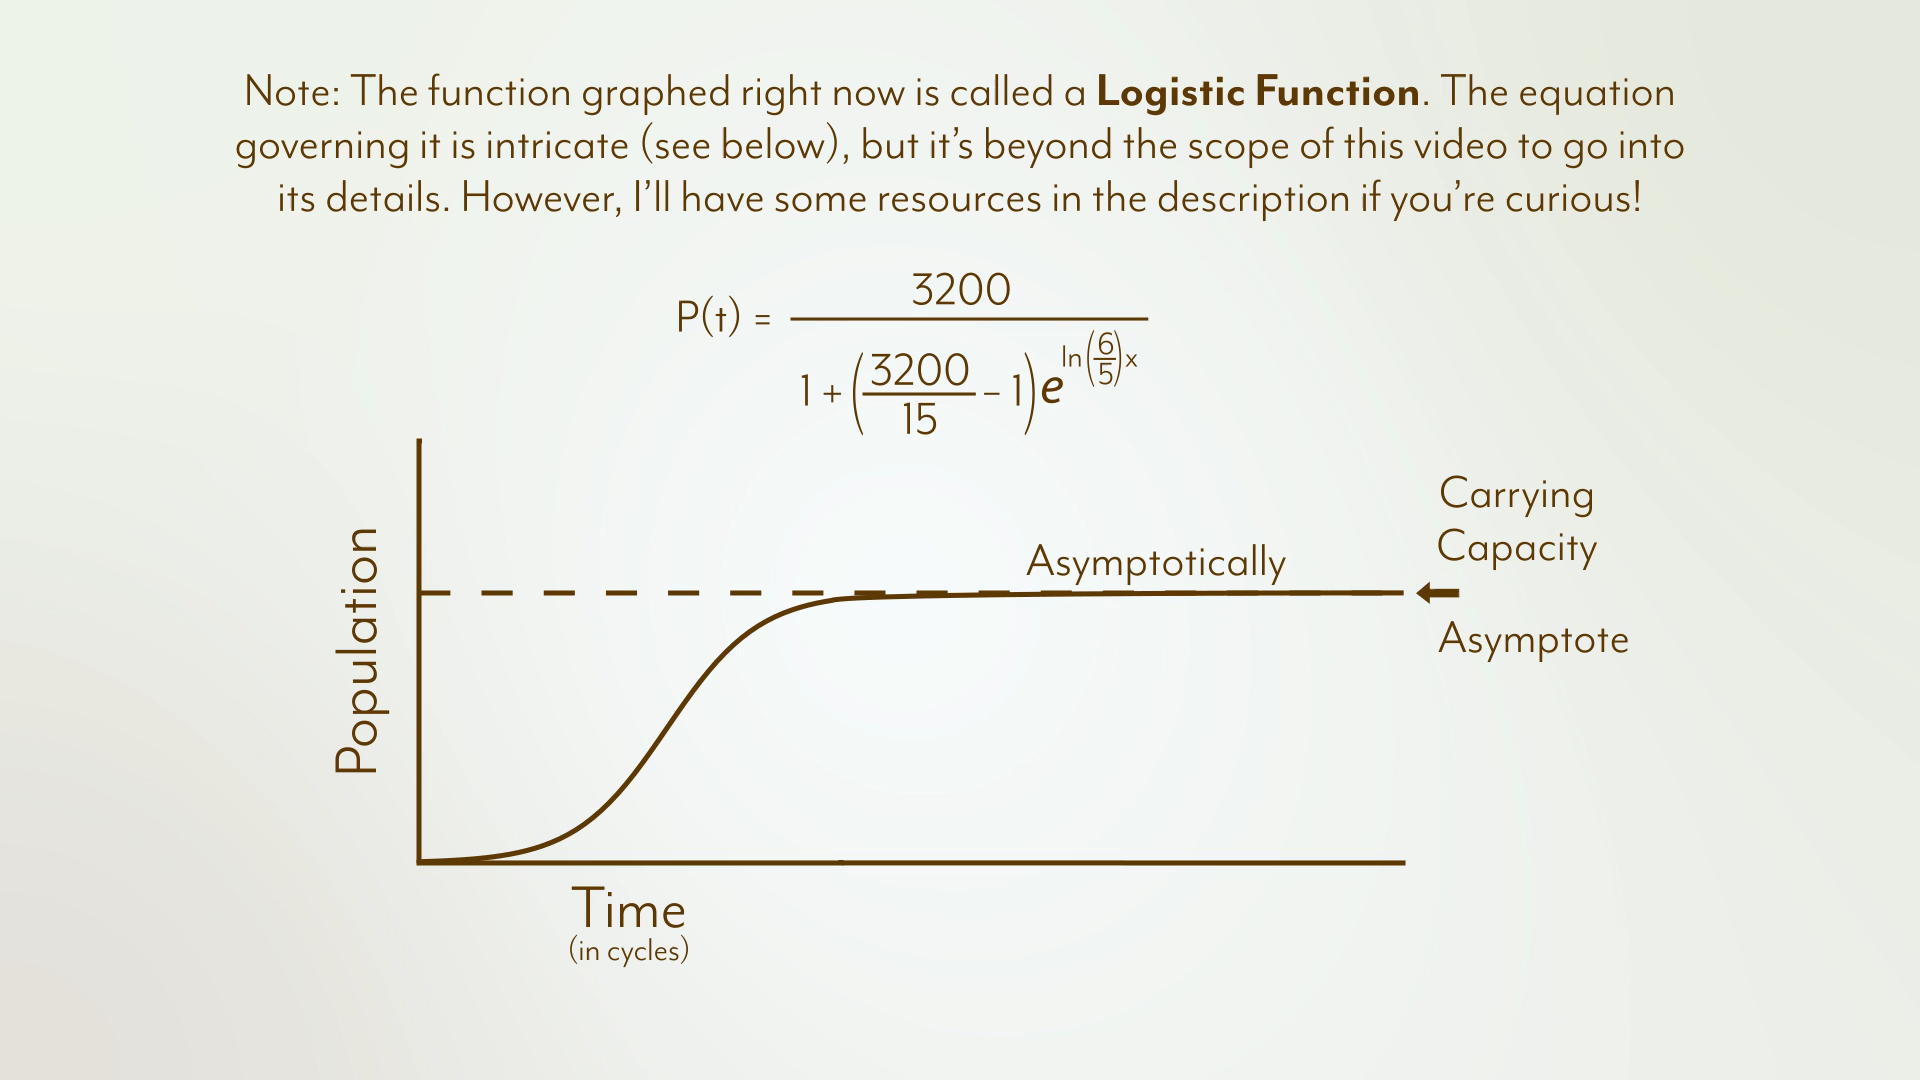 Note: The function graphed right now is called a Logistic Function. The equation
governing it is intricate (see below), but it’s beyond the scope of this video to go into
its details. However, I’ll have some resources in the description if you’re curious!
P(t) = 3200 / (1 + (3200/15 – 1)e^(ln(6/5)x))
Carrying
Capacity
Asymptotically
Asymptote
Population
Time
(in cycles)